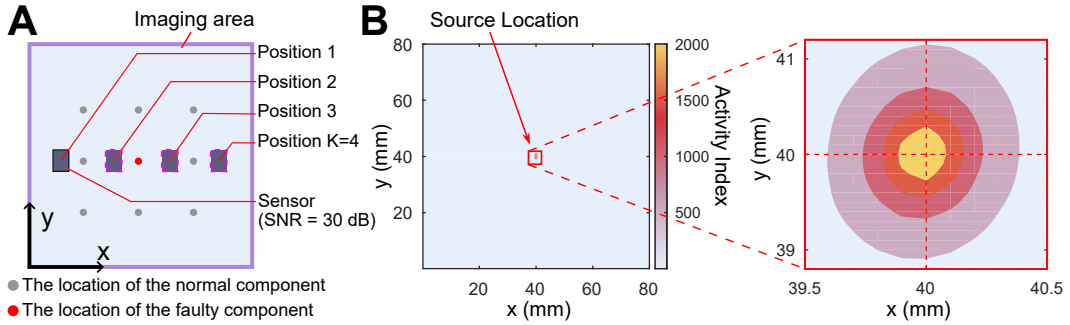 A
Imaging area
Position 1
Position 2
Position 3
Position K=4
Sensor
(SNR = 30 dB)
y
x
The location of the normal component
The location of the faulty component
B
Source Location
80
60
40
20
y (mm)
20
40
60
80
x (mm)
2000
1500
1000
500
Activity Index
41
40
39
y (mm)
39.5
40
40.5
x (mm)